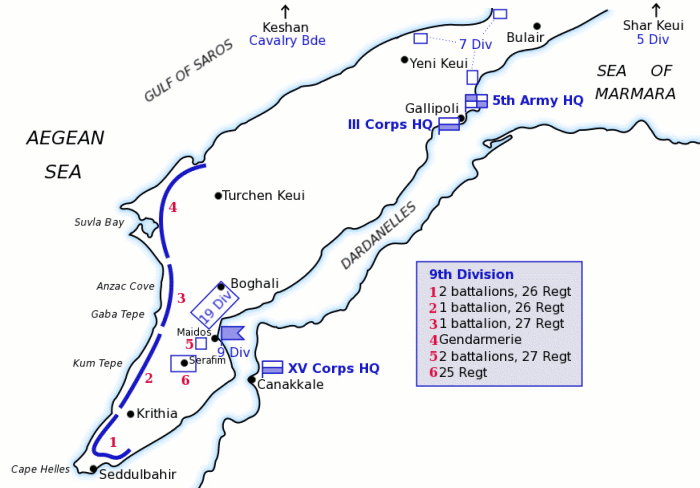 Keshan
Cavalry Bde
Shar Keui
5 Div
7 Div
Bulair
GULF OF SAROS
Yeni Keui
SEA OF
MARMARA
5th Army HQ
Gallipoli
III Corps HQ
AEGEAN
SEA
4
Turchen Keui
Suvla Bay
DARDANELLES
Anzac Cove
Boghali
3
19 Div
Gaba Tepe
Maidos
5
9 Div
Kum Tepe
Serafim
2
6
XV Corps HQ
Canakkale
Krithia
1
Cape Helles
Seddulbahir
9th Division
1 2 battalions, 26 Regt
2 1 battalion, 26 Regt
3 1 battalion, 27 Regt
4 Gendarmerie
5 2 battalions, 27 Regt
6 25 Regt